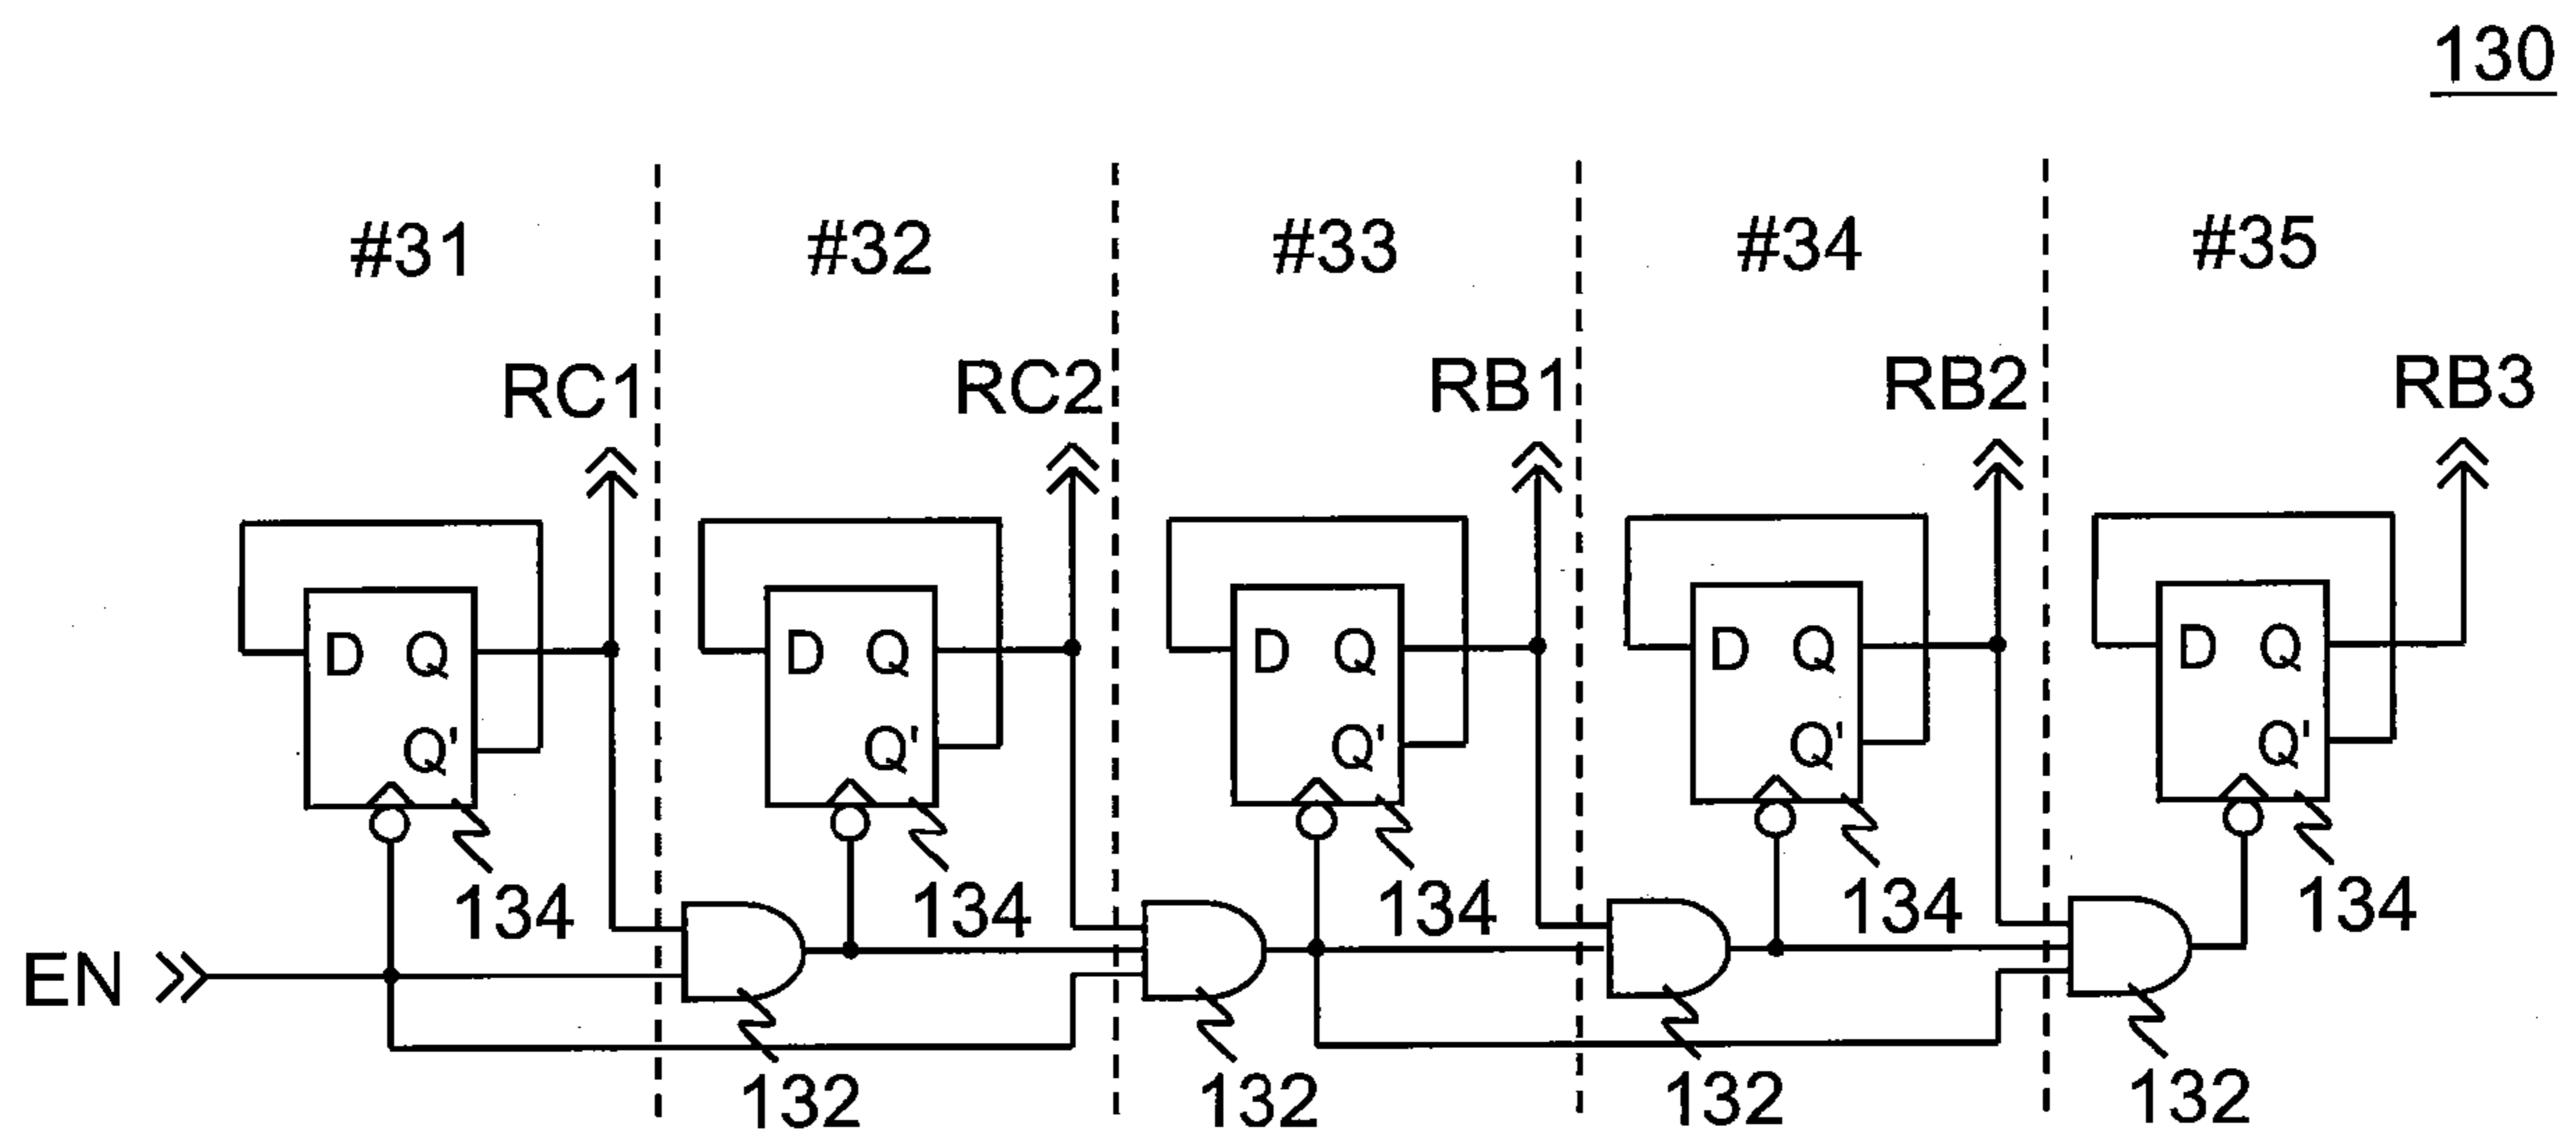 130
#31 #32 #33 #34 #35
RC1 RC2 RB1 RB2 RB3
D Q D Q D Q D Q D Q
Q' Q' Q' Q' Q'
134 134 134 134 134
EN
132 132 132 132